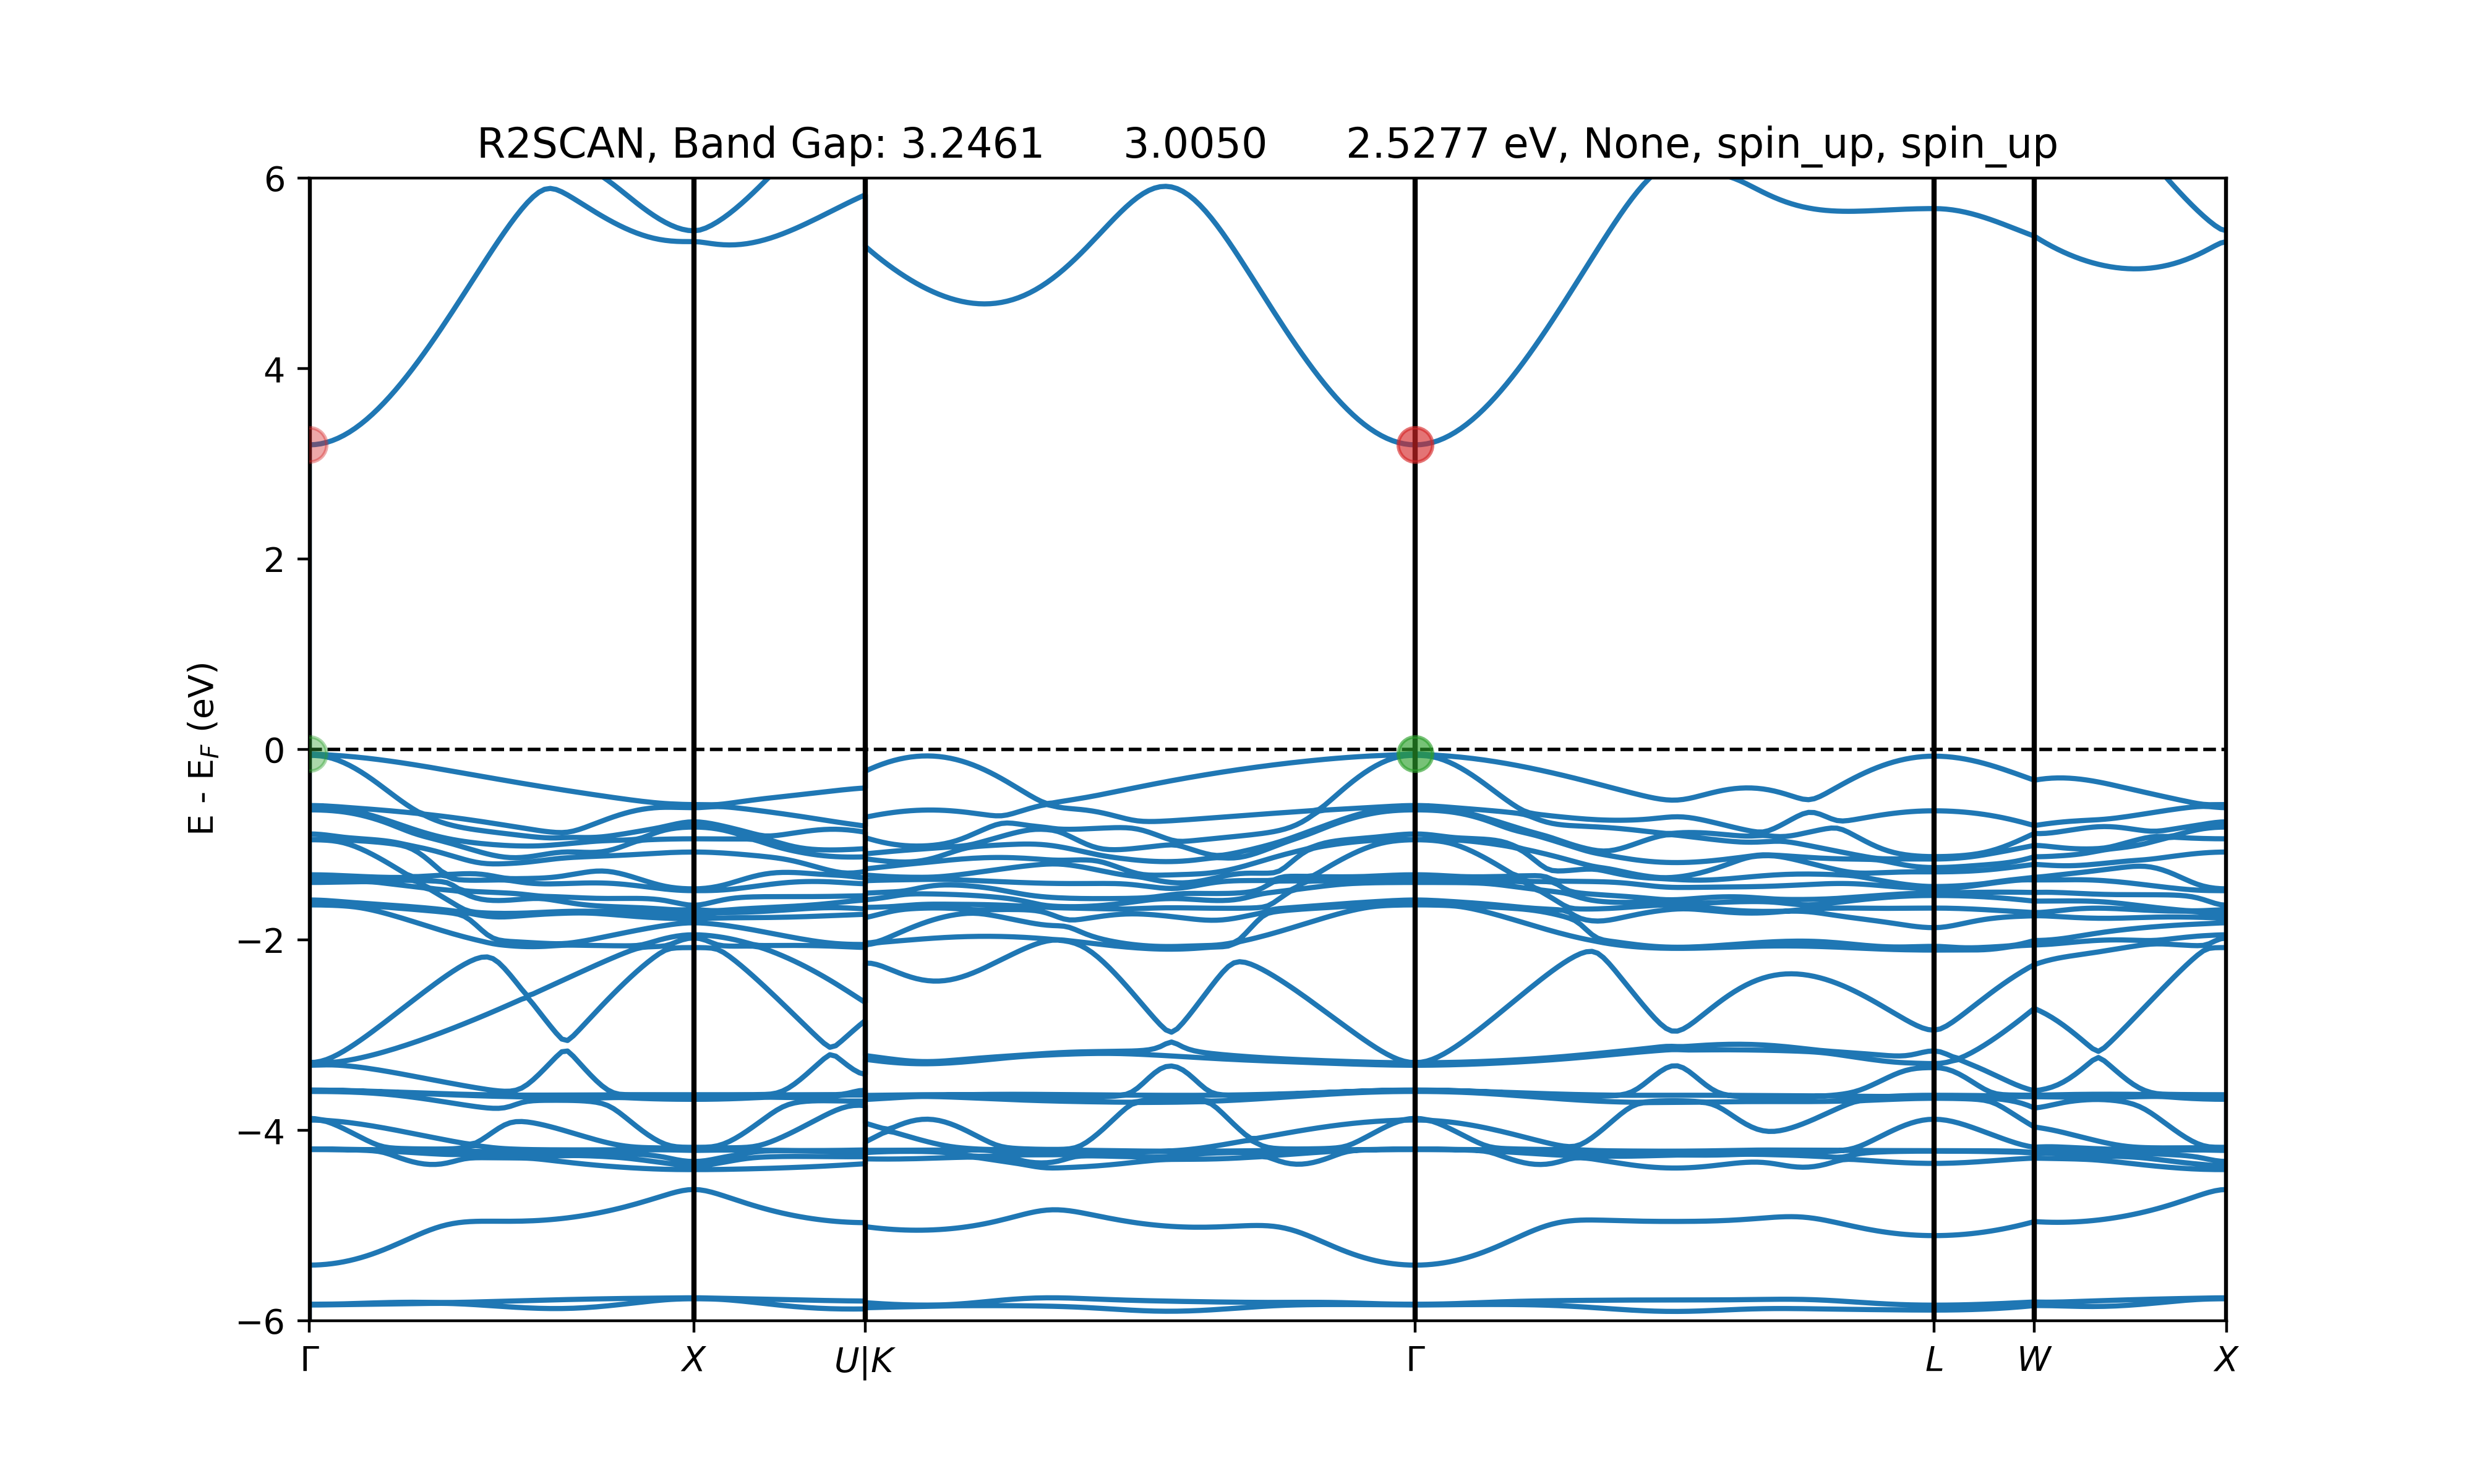 R2SCAN, Band Gap: 3.2461 3.0050 2.5277 eV, None, spin_up, spin_up
6
4
2
0
−2
−4
−6
E - E_F (eV)
Γ X U|K Γ L W X